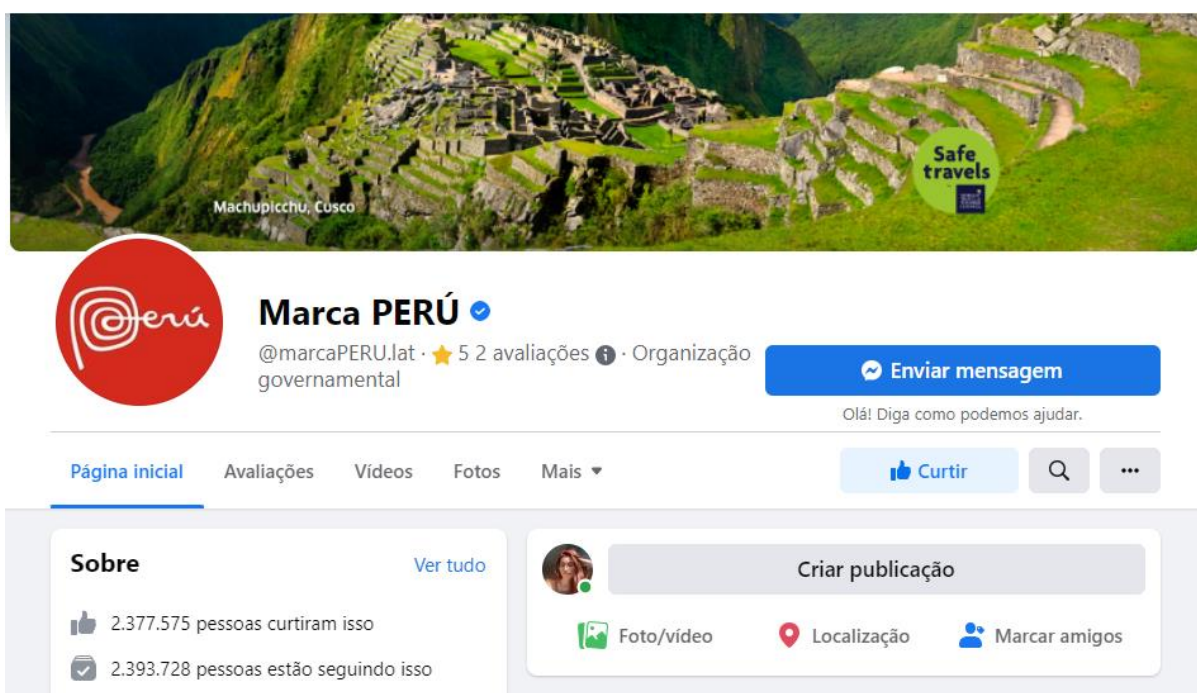 Safe
travels
Machupicchu, Cusco
Perú
Marca PERÚ
@marcaPERU.lat · 5 2 avaliações · Organização
governamental
Enviar mensagem
Olá! Diga como podemos ajudar.
Página inicial
Avaliações
Vídeos
Fotos
Mais
Curtir
Sobre
Ver tudo
2.377.575 pessoas curtiram isso
2.393.728 pessoas estão seguindo isso
Criar publicação
Foto/vídeo
Localização
Marcar amigos